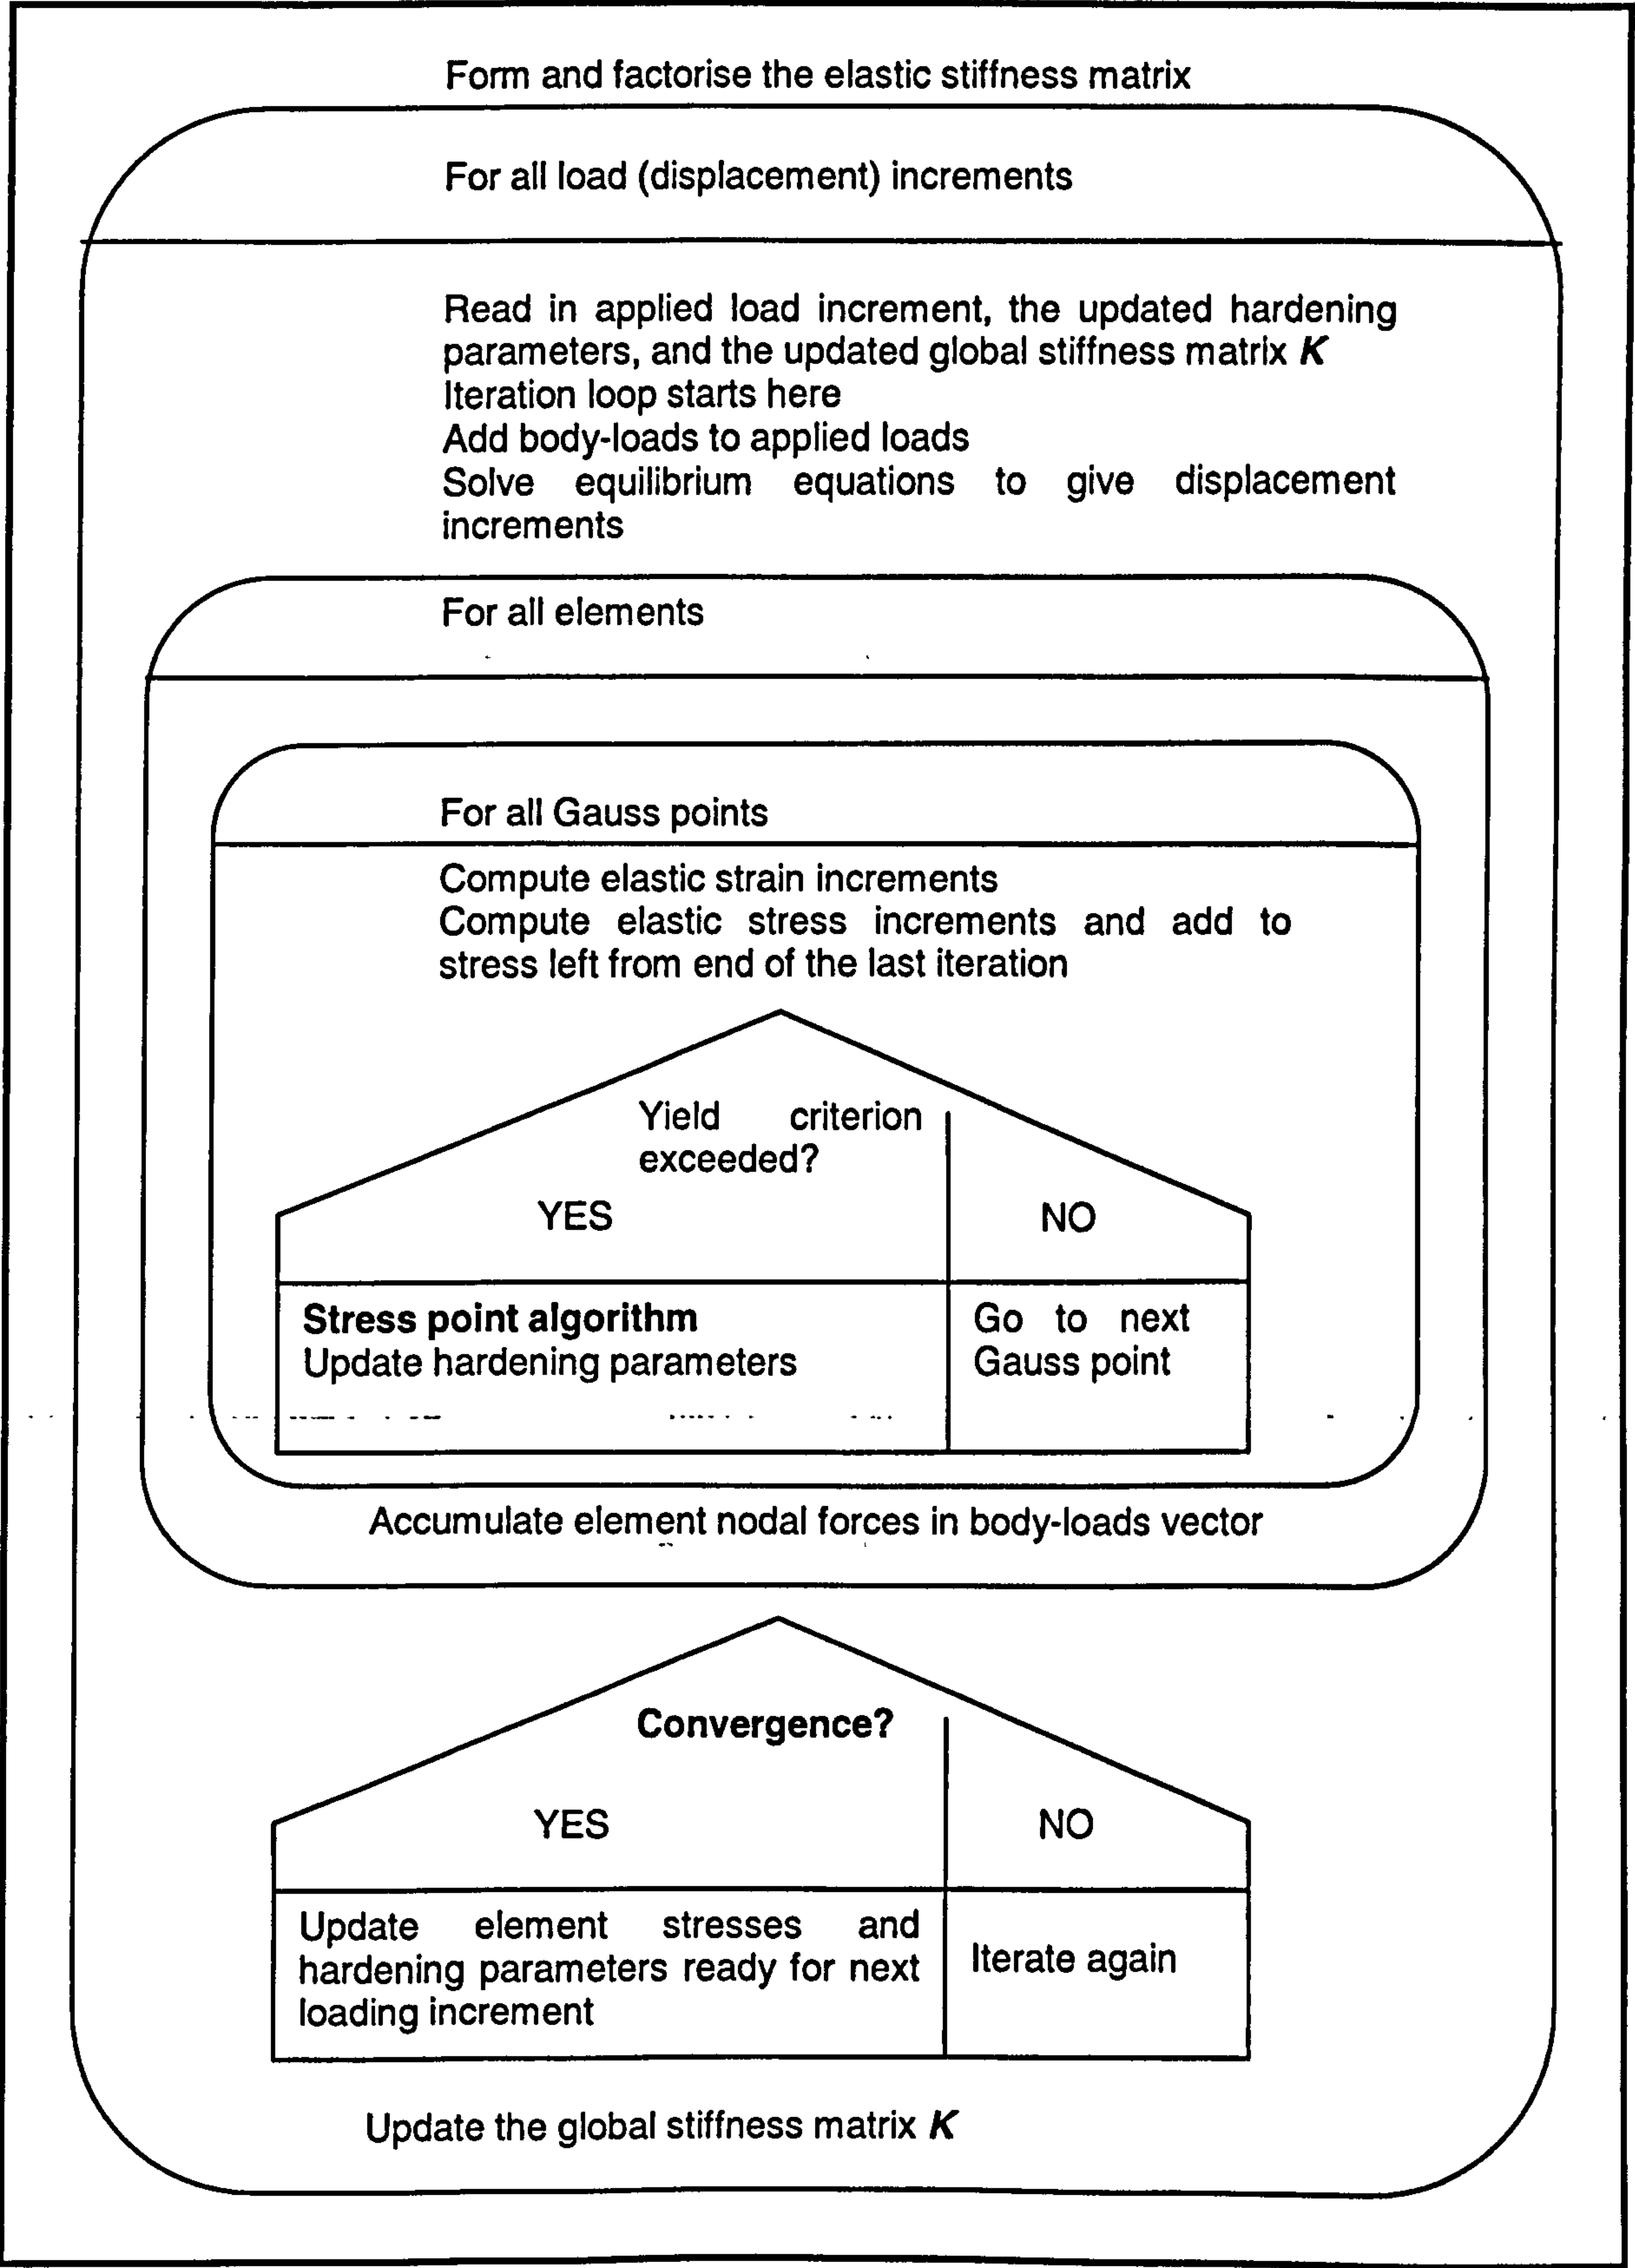 Form and factorise the elastic stiffness matrix
For all load (displacement) increments
Read in applied load increment, the updated hardening
parameters, and the updated global stiffness matrix K
Iteration loop starts here
Add body-loads to applied loads
Solve equilibrium equations to give displacement
increments
For all elements
For all Gauss points
Compute elastic strain increments
Compute elastic stress increments and add to
stress left from end of the last iteration
Yield criterion
exceeded?
YES
NO
Stress point algorithm
Update hardening parameters
Go to next
Gauss point
Accumulate element nodal forces in body-loads vector
Convergence?
YES
NO
Update element stresses and
hardening parameters ready for next
loading increment
Iterate again
Update the global stiffness matrix K